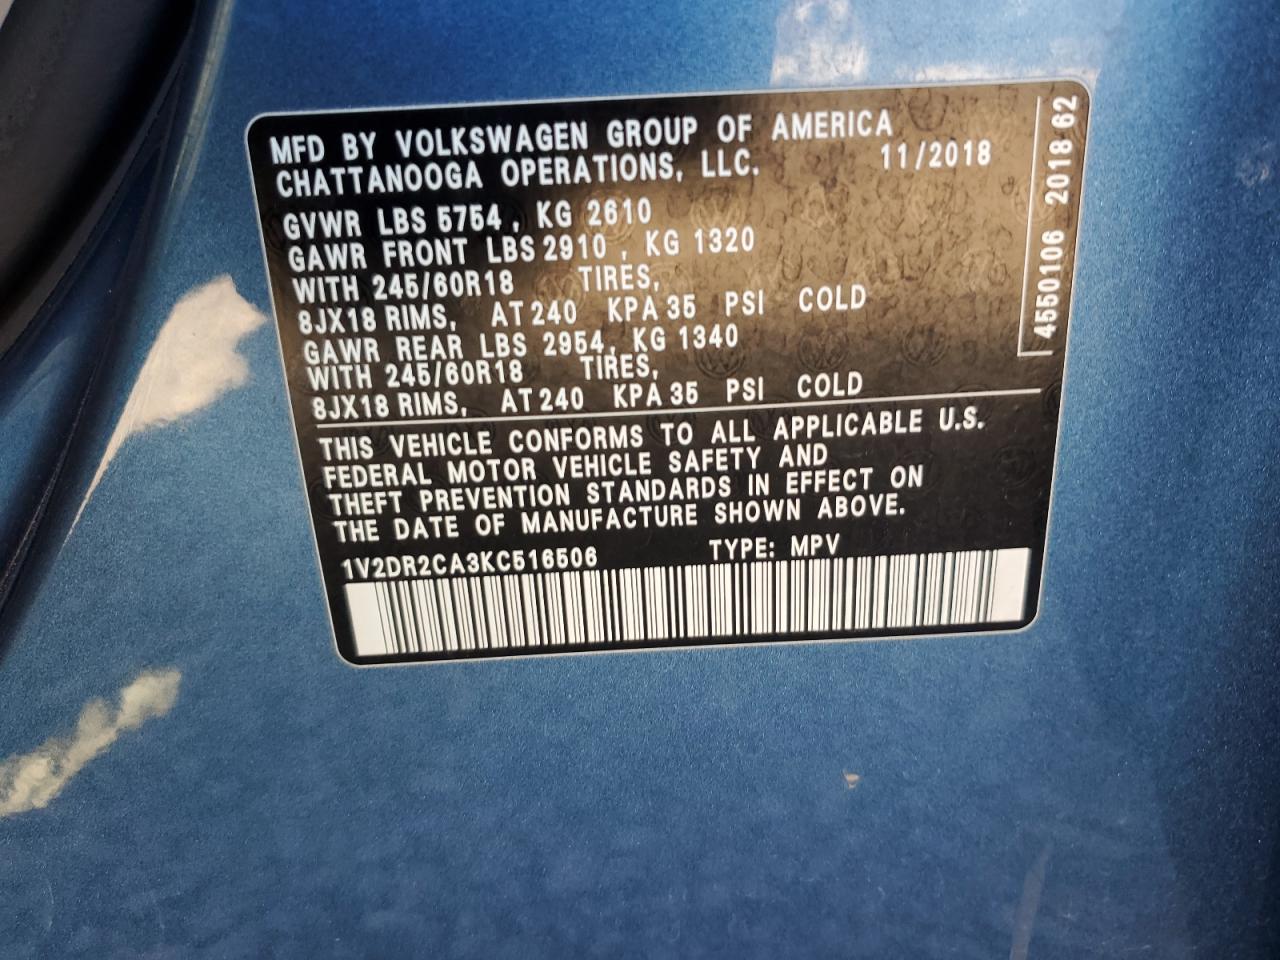 MFD BY VOLKSWAGEN GROUP OF AMERICA
CHATTANOOGA OPERATIONS, LLC. 11/2018
GVWR LBS 5754, KG 2610
GAWR FRONT LBS 2910, KG 1320
WITH 245/60R18 TIRES,
8JX18 RIMS, AT 240 KPA 35 PSI COLD
GAWR REAR LBS 2954, KG 1340
WITH 245/60R18 TIRES,
8JX18 RIMS, AT 240 KPA 35 PSI COLD
THIS VEHICLE CONFORMS TO ALL APPLICABLE U.S.
FEDERAL MOTOR VEHICLE SAFETY AND
THEFT PREVENTION STANDARDS IN EFFECT ON
THE DATE OF MANUFACTURE SHOWN ABOVE.
1V2DR2CA3KC516506 TYPE: MPV
4550106 2018 62